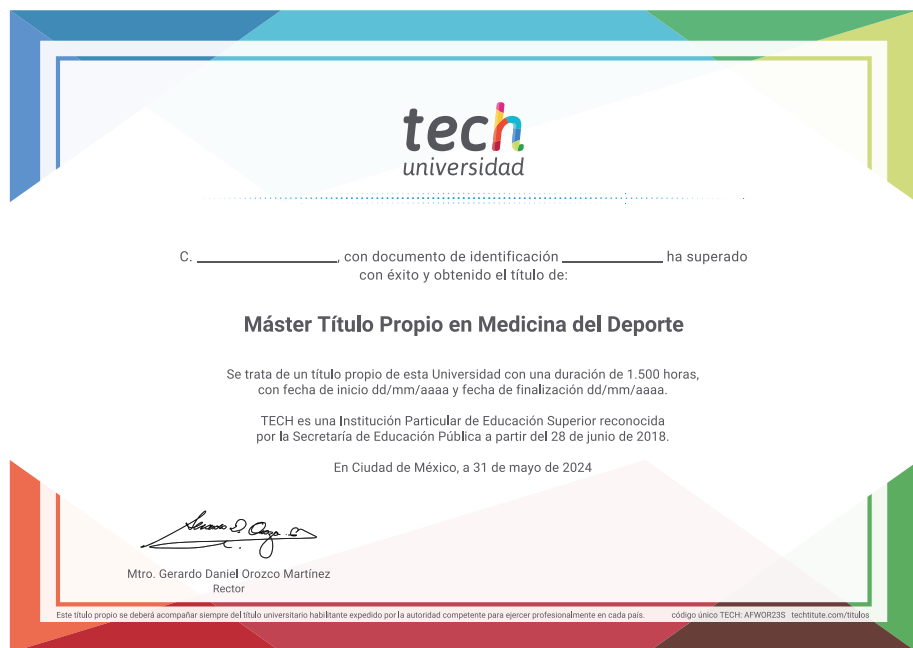 tech
universidad
C. ________________, con documento de identificación ____________ ha superado
con éxito y obtenido el título de:
Máster Título Propio en Medicina del Deporte
Se trata de un título propio de esta Universidad con una duración de 1.500 horas,
con fecha de inicio dd/mm/aaaa y fecha de finalización dd/mm/aaaa.
TECH es una Institución Particular de Educación Superior reconocida
por la Secretaría de Educación Pública a partir del 28 de junio de 2018.
En Ciudad de México, a 31 de mayo de 2024
Mtro. Gerardo Daniel Orozco Martínez
Rector
Este título propio se deberá acompañar siempre del título universitario habilitante expedido por la autoridad competente para ejercer profesionalmente en cada país. código único TECH: AFWOR23S techtitute.com/titulos